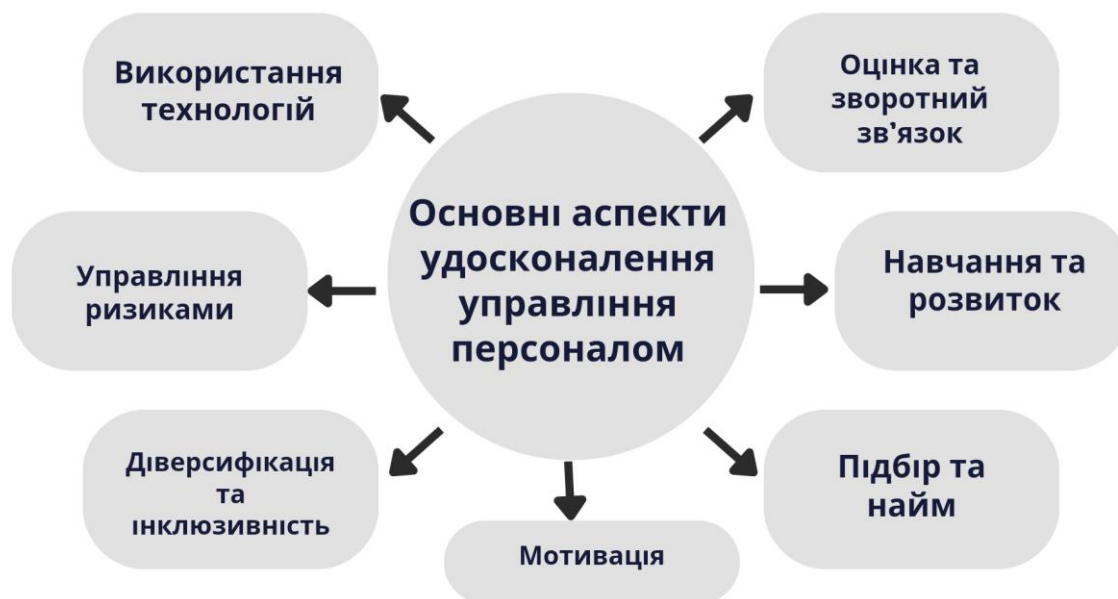 Використання
технологій
Оцінка та
зворотний
зв’язок
Основні аспекти
удосконалення
управління
персоналом
Управління
ризиками
Навчання та
розвиток
Діверсифікація
та
інклюзивність
Мотивація
Підбір та
найм